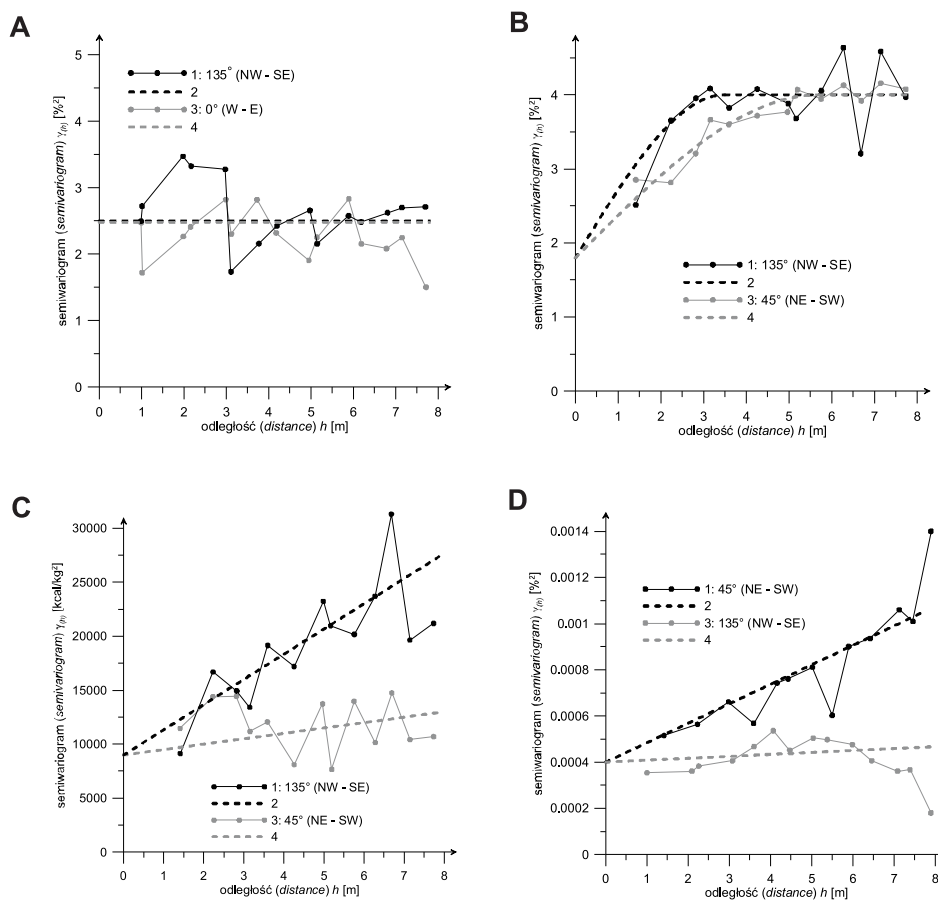 A
semiwariogram (semivariogram) γ(h) [%²]
5
4
3
2
1
0
1: 135° (NW - SE)
2
3: 0° (W - E)
4
0 1 2 3 4 5 6 7 8
odległość (distance) h [m]
B
semiwariogram (semivariogram) γ(h) [%²]
4
3
2
1
0
1: 135° (NW - SE)
2
3: 45° (NE - SW)
4
0 1 2 3 4 5 6 7 8
odległość (distance) h [m]
C
semiwariogram (semivariogram) γ(h) [kcal/kg²]
30000
25000
20000
15000
10000
5000
0
1: 135° (NW - SE)
2
3: 45° (NE - SW)
4
0 1 2 3 4 5 6 7 8
odległość (distance) h [m]
D
semiwariogram (semivariogram) γ(h) [%²]
0.0014
0.0012
0.001
0.0008
0.0006
0.0004
0.0002
0
1: 45° (NE - SW)
2
3: 135° (NW - SE)
4
0 1 2 3 4 5 6 7 8
odległość (distance) h [m]